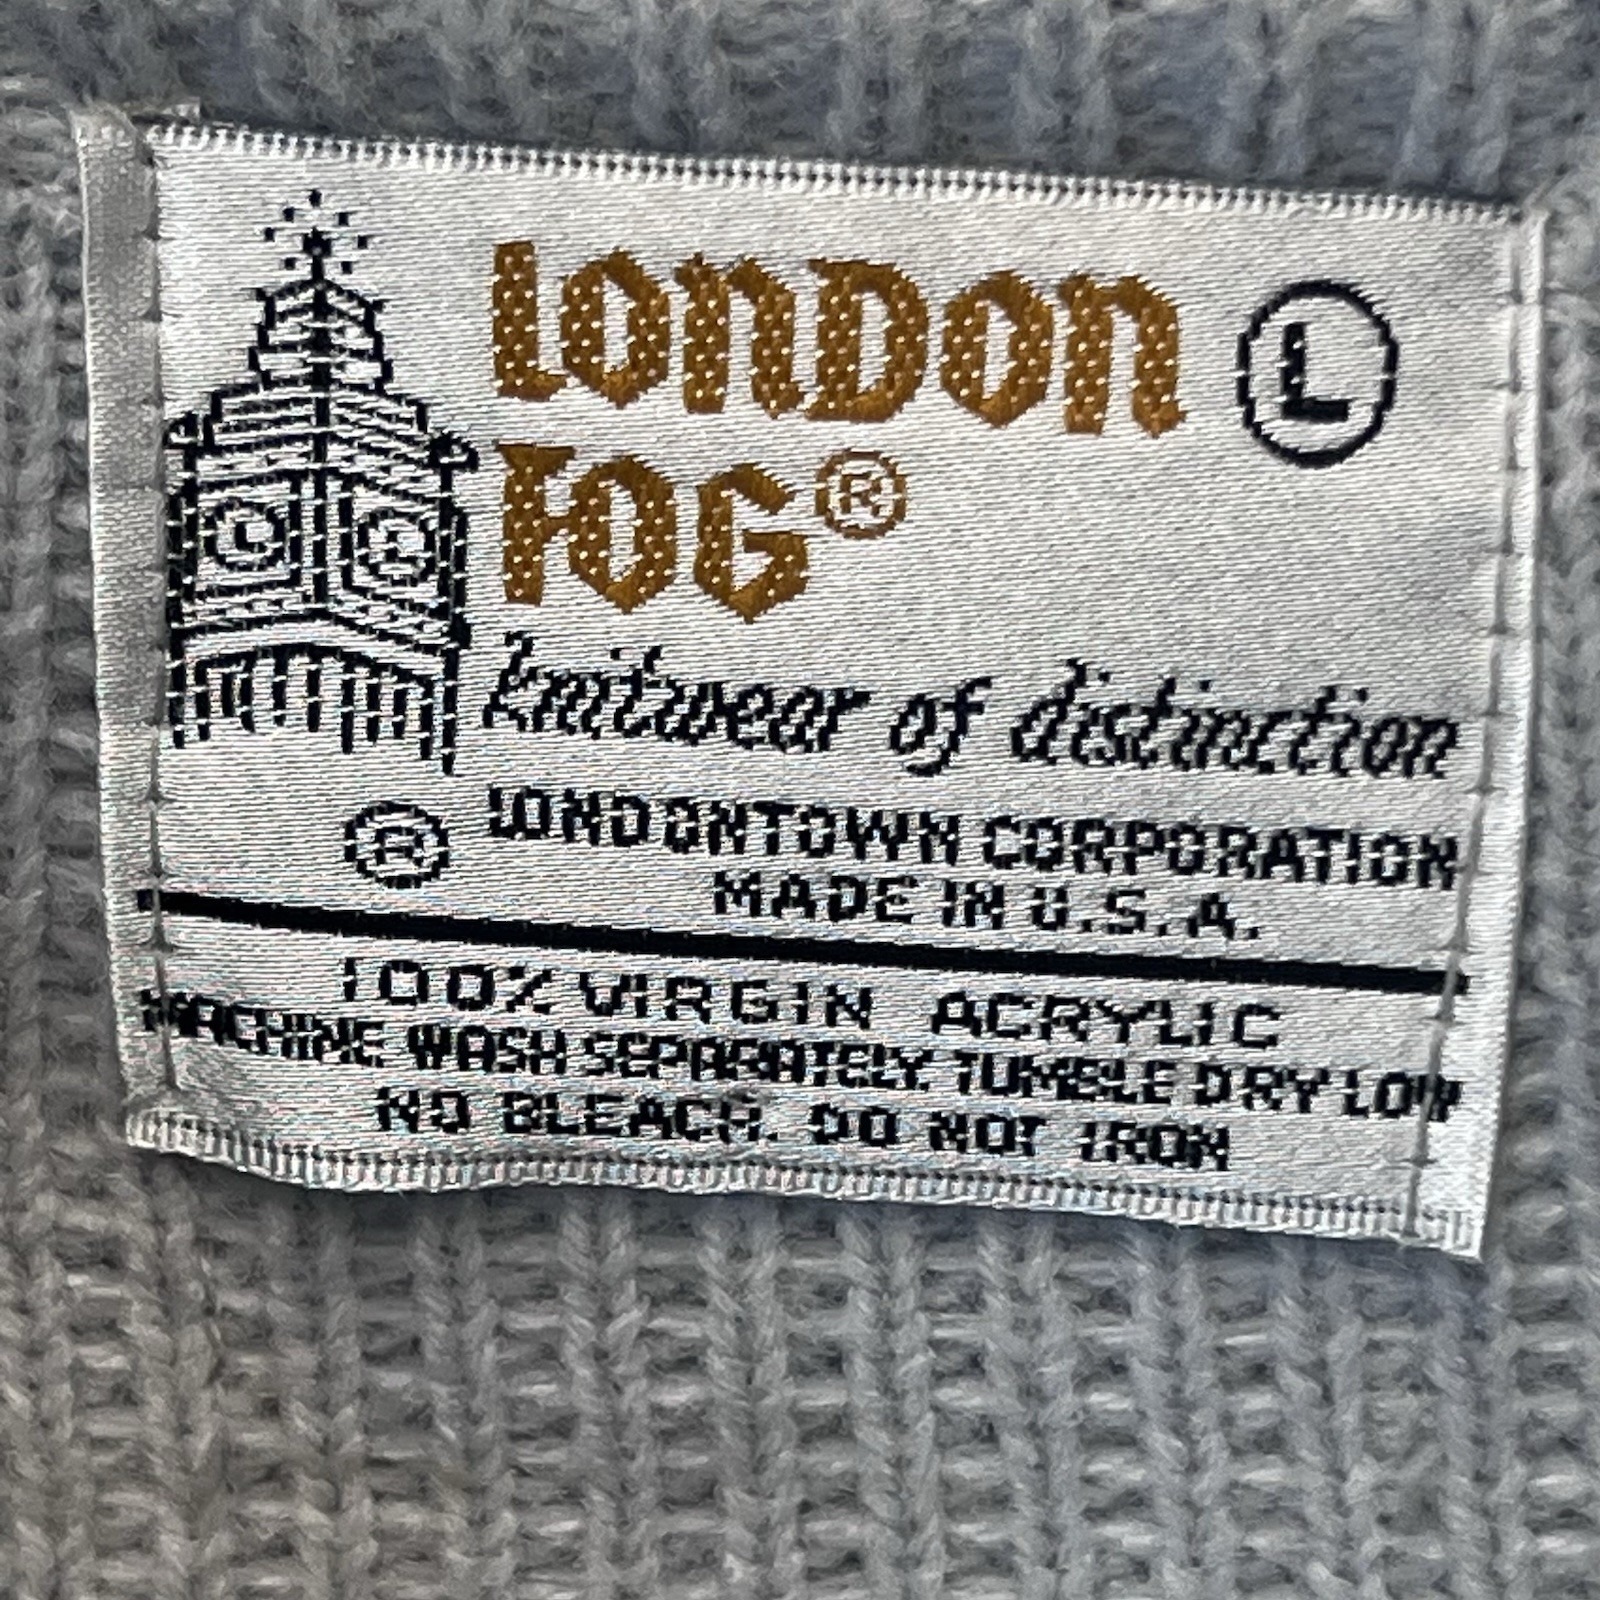 LONDON L
FOG®
knitwear of distinction
® LONDONTOWN CORPORATION
MADE IN U.S.A.
100% VIRGIN ACRYLIC
MACHINE WASH SEPARATELY. TUMBLE DRY LOW
NO BLEACH. DO NOT IRON